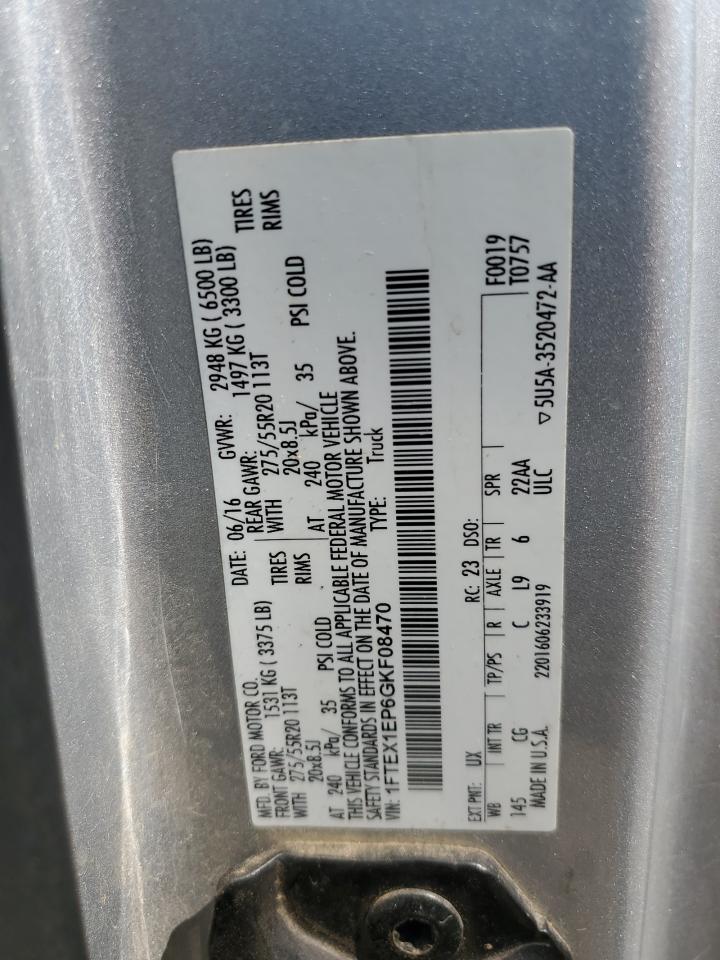 MFD. BY FORD MOTOR CO.
DATE: 06/16 GVWR: 2948 KG ( 6500 LB)
FRONT GAWR: 1531 KG ( 3375 LB)
REAR GAWR: 1497 KG ( 3300 LB)
WITH 275/55R20 113T TIRES
WITH 275/55R20 113T TIRES
20x8.5J RIMS
20x8.5J RIMS
AT 240 kPa/ 35 PSI COLD
AT 240 kPa/ 35 PSI COLD
THIS VEHICLE CONFORMS TO ALL APPLICABLE FEDERAL MOTOR VEHICLE
SAFETY STANDARDS IN EFFECT ON THE DATE OF MANUFACTURE SHOWN ABOVE.
VIN: 1FTEX1EP6GKF08470
TYPE: Truck
EXT PNT: UX RC: 23 DSO:
F0019
WB INT TR TP/PS R AXLE TR SPR
T0757
145 CG C L9 6 22AA
MADE IN U.S.A. 2201606233919 ULC
▽5U5A-3520472-AA